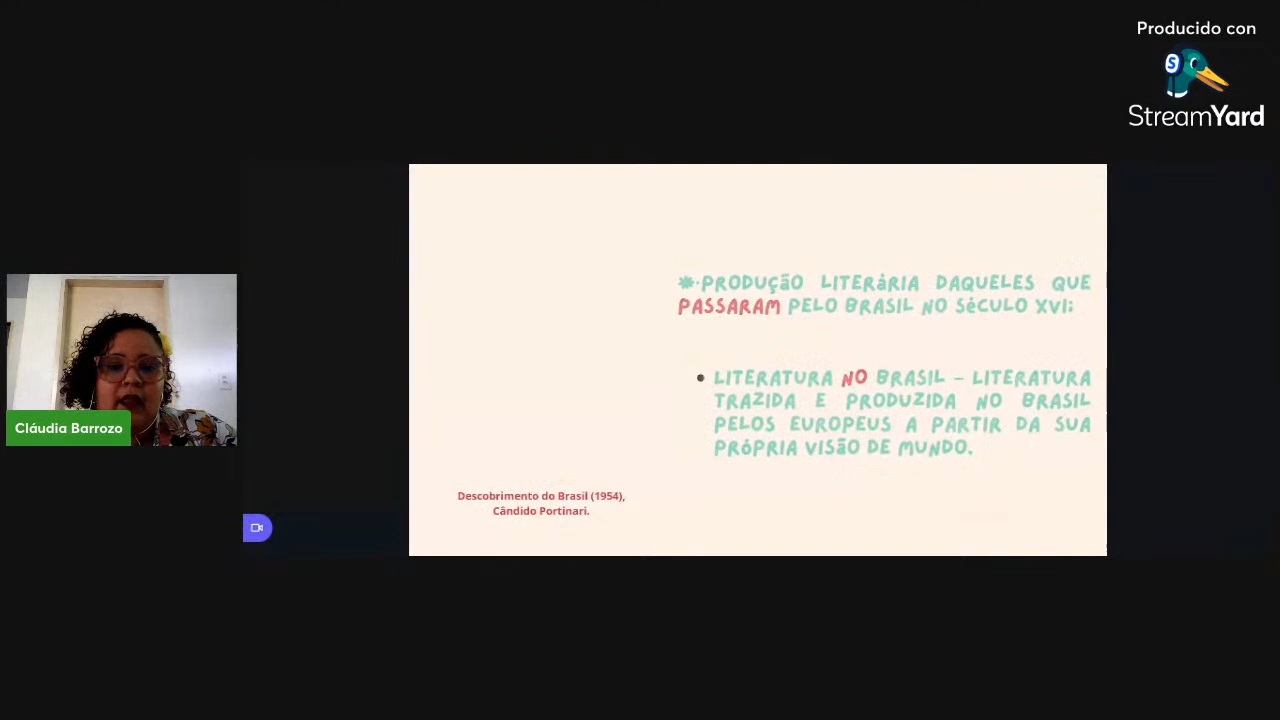 Producido con
StreamYard
*·PRODUÇÃO LITERÁRIA DAQUELES QUE
PASSARAM PELO BRASIL NO SÉCULO XVI;
• LITERATURA NO BRASIL – LITERATURA
TRAZIDA E PRODUZIDA NO BRASIL
PELOS EUROPEUS A PARTIR DA SUA
PRÓPRIA VISÃO DE MUNDO.
Cláudia Barrozo
Descobrimento do Brasil (1954),
Cândido Portinari.